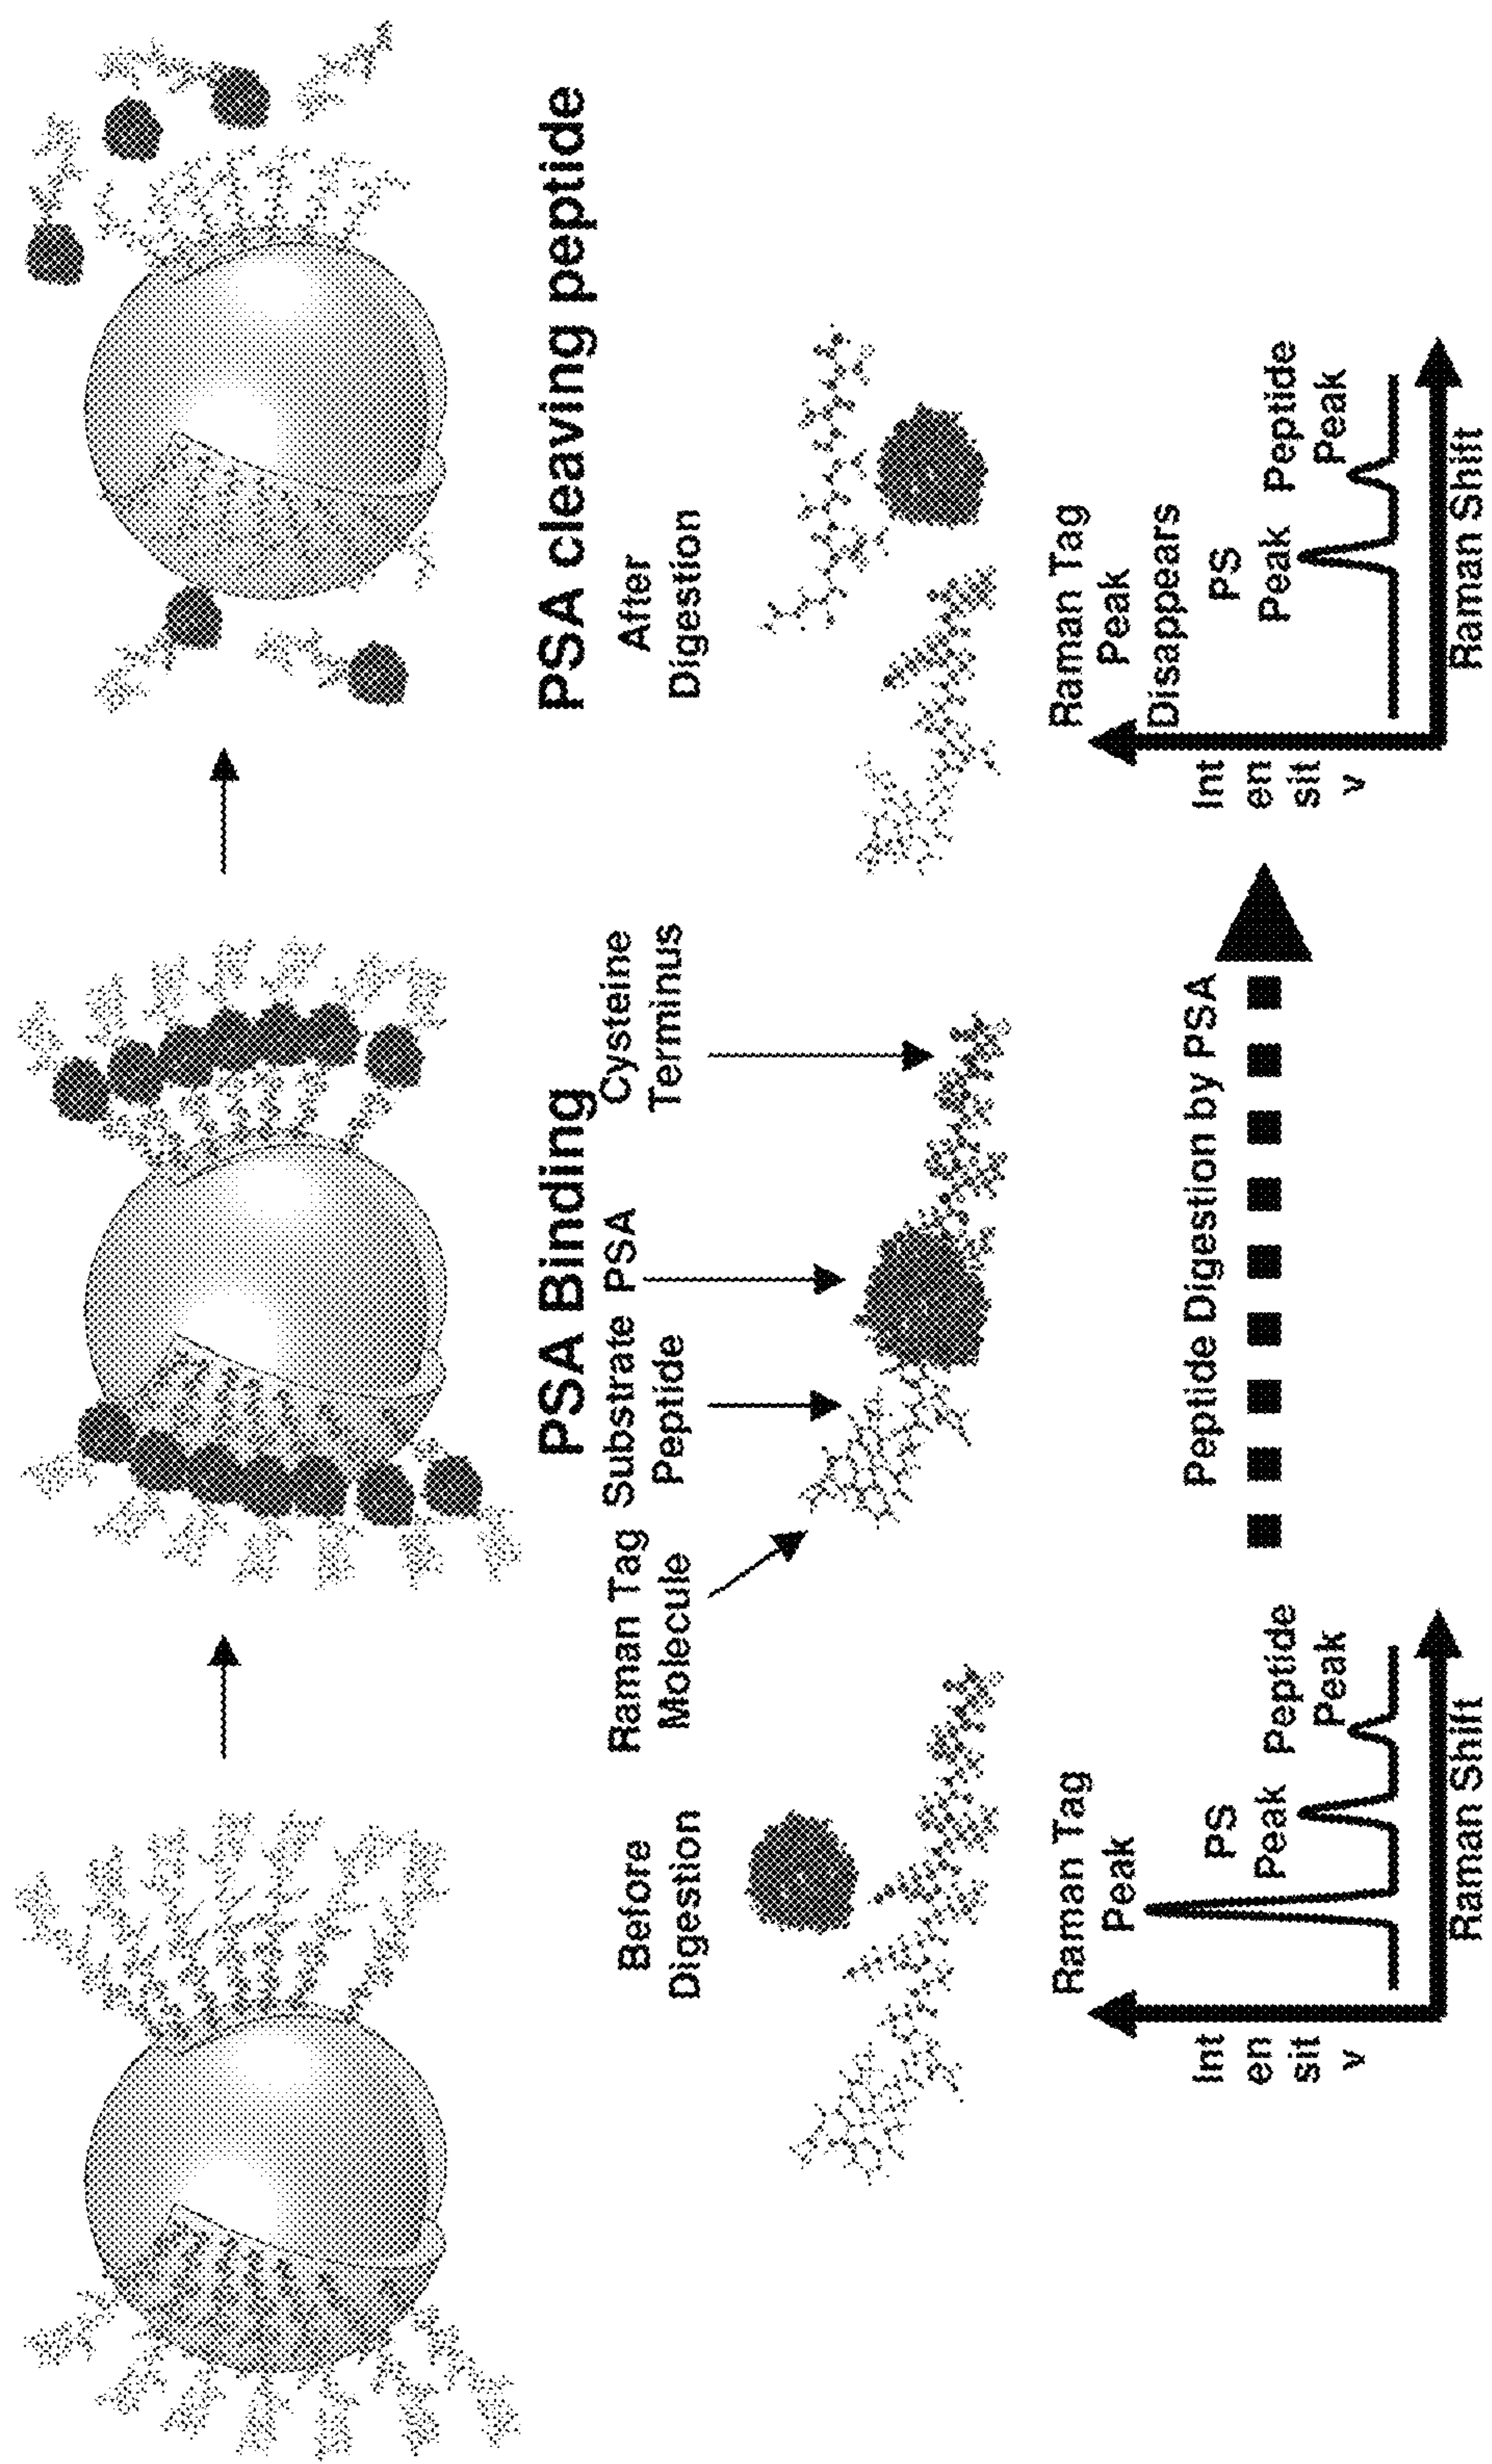 PSA Binding
PSA cleaving peptide
Before
Digestion
Raman Tag
Molecule
Substrate
Peptide
PSA
Cysteine
Terminus
After
Digestion
Raman Tag
Peak
PS
Peak
Peptide
Peak
Int
en
sit
v
Raman Shift
Peptide Digestion by PSA
Raman Tag
Peak
Disappears
PS
Peak
Peptide
Peak
Int
en
sit
v
Raman Shift